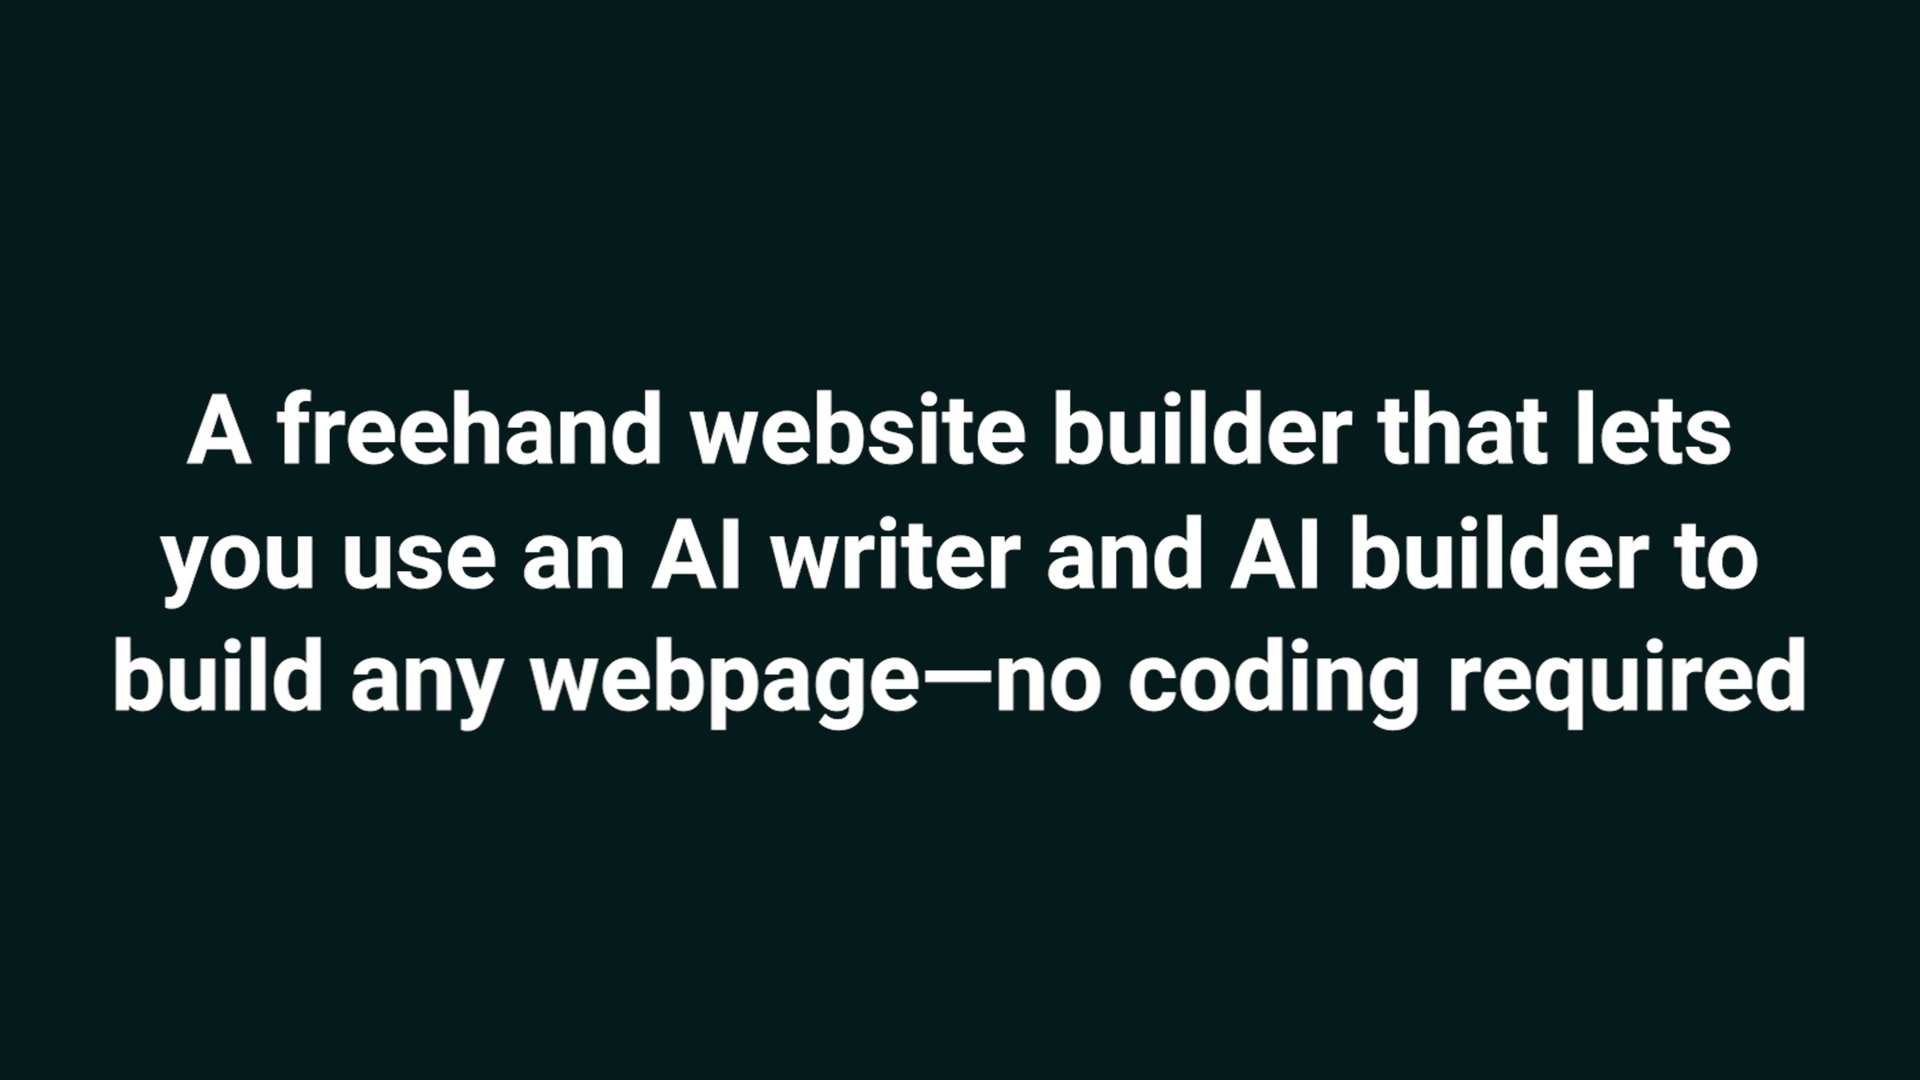 A freehand website builder that lets
you use an AI writer and AI builder to
build any webpage—no coding required